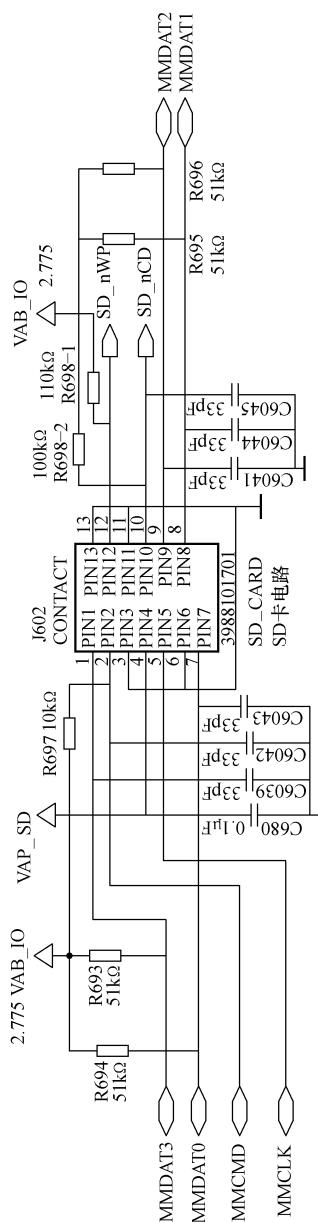 J602
CONTACT
2.775 VAB_IO
VAP_SD
R697 10kΩ
R694
51kΩ
R693
51kΩ
MMDAT3
MMDAT0
MMCMD
MMCLK
1
2
3
4
5
6
7
PIN1
PIN2
PIN3
PIN4
PIN5
PIN6
PIN7
PIN13
PIN12
PIN11
PIN10
PIN9
PIN8
13
12
11
10
9
8
3988101701
SD_CARD
SD卡电路
0.1μF
C680
33pF
C6039
33pF
C6042
33pF
C6043
100kΩ
R698-2
110kΩ
R698-1
VAB_IO
2.775
SD_nWP
SD_nCD
R695
51kΩ
R696
51kΩ
MMDAT2
MMDAT1
33pF
C6041
33pF
C6044
33pF
C6045